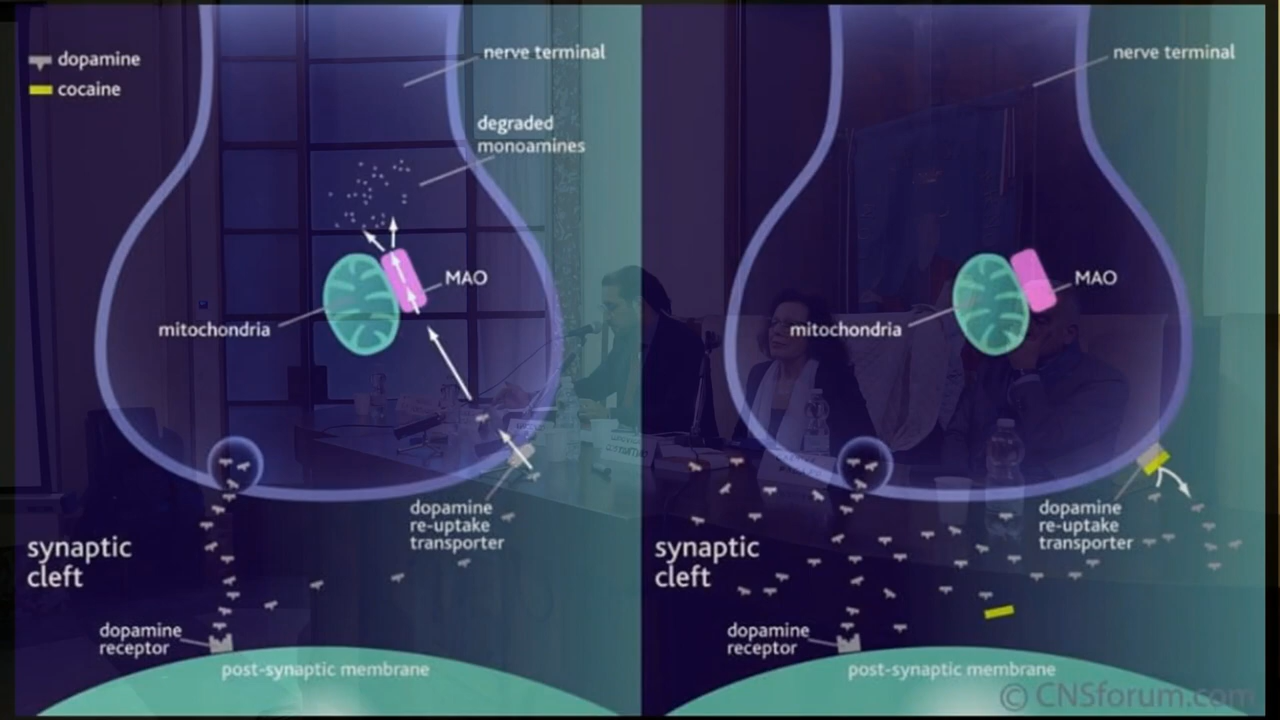 dopamine
cocaine
nerve terminal
degraded
monoamines
MAO
mitochondria
dopamine
re-uptake
transporter
synaptic
cleft
dopamine
receptor
post-synaptic membrane
nerve terminal
MAO
mitochondria
dopamine
re-uptake
transporter
synaptic
cleft
dopamine
receptor
post-synaptic membrane
© CNSforum.com